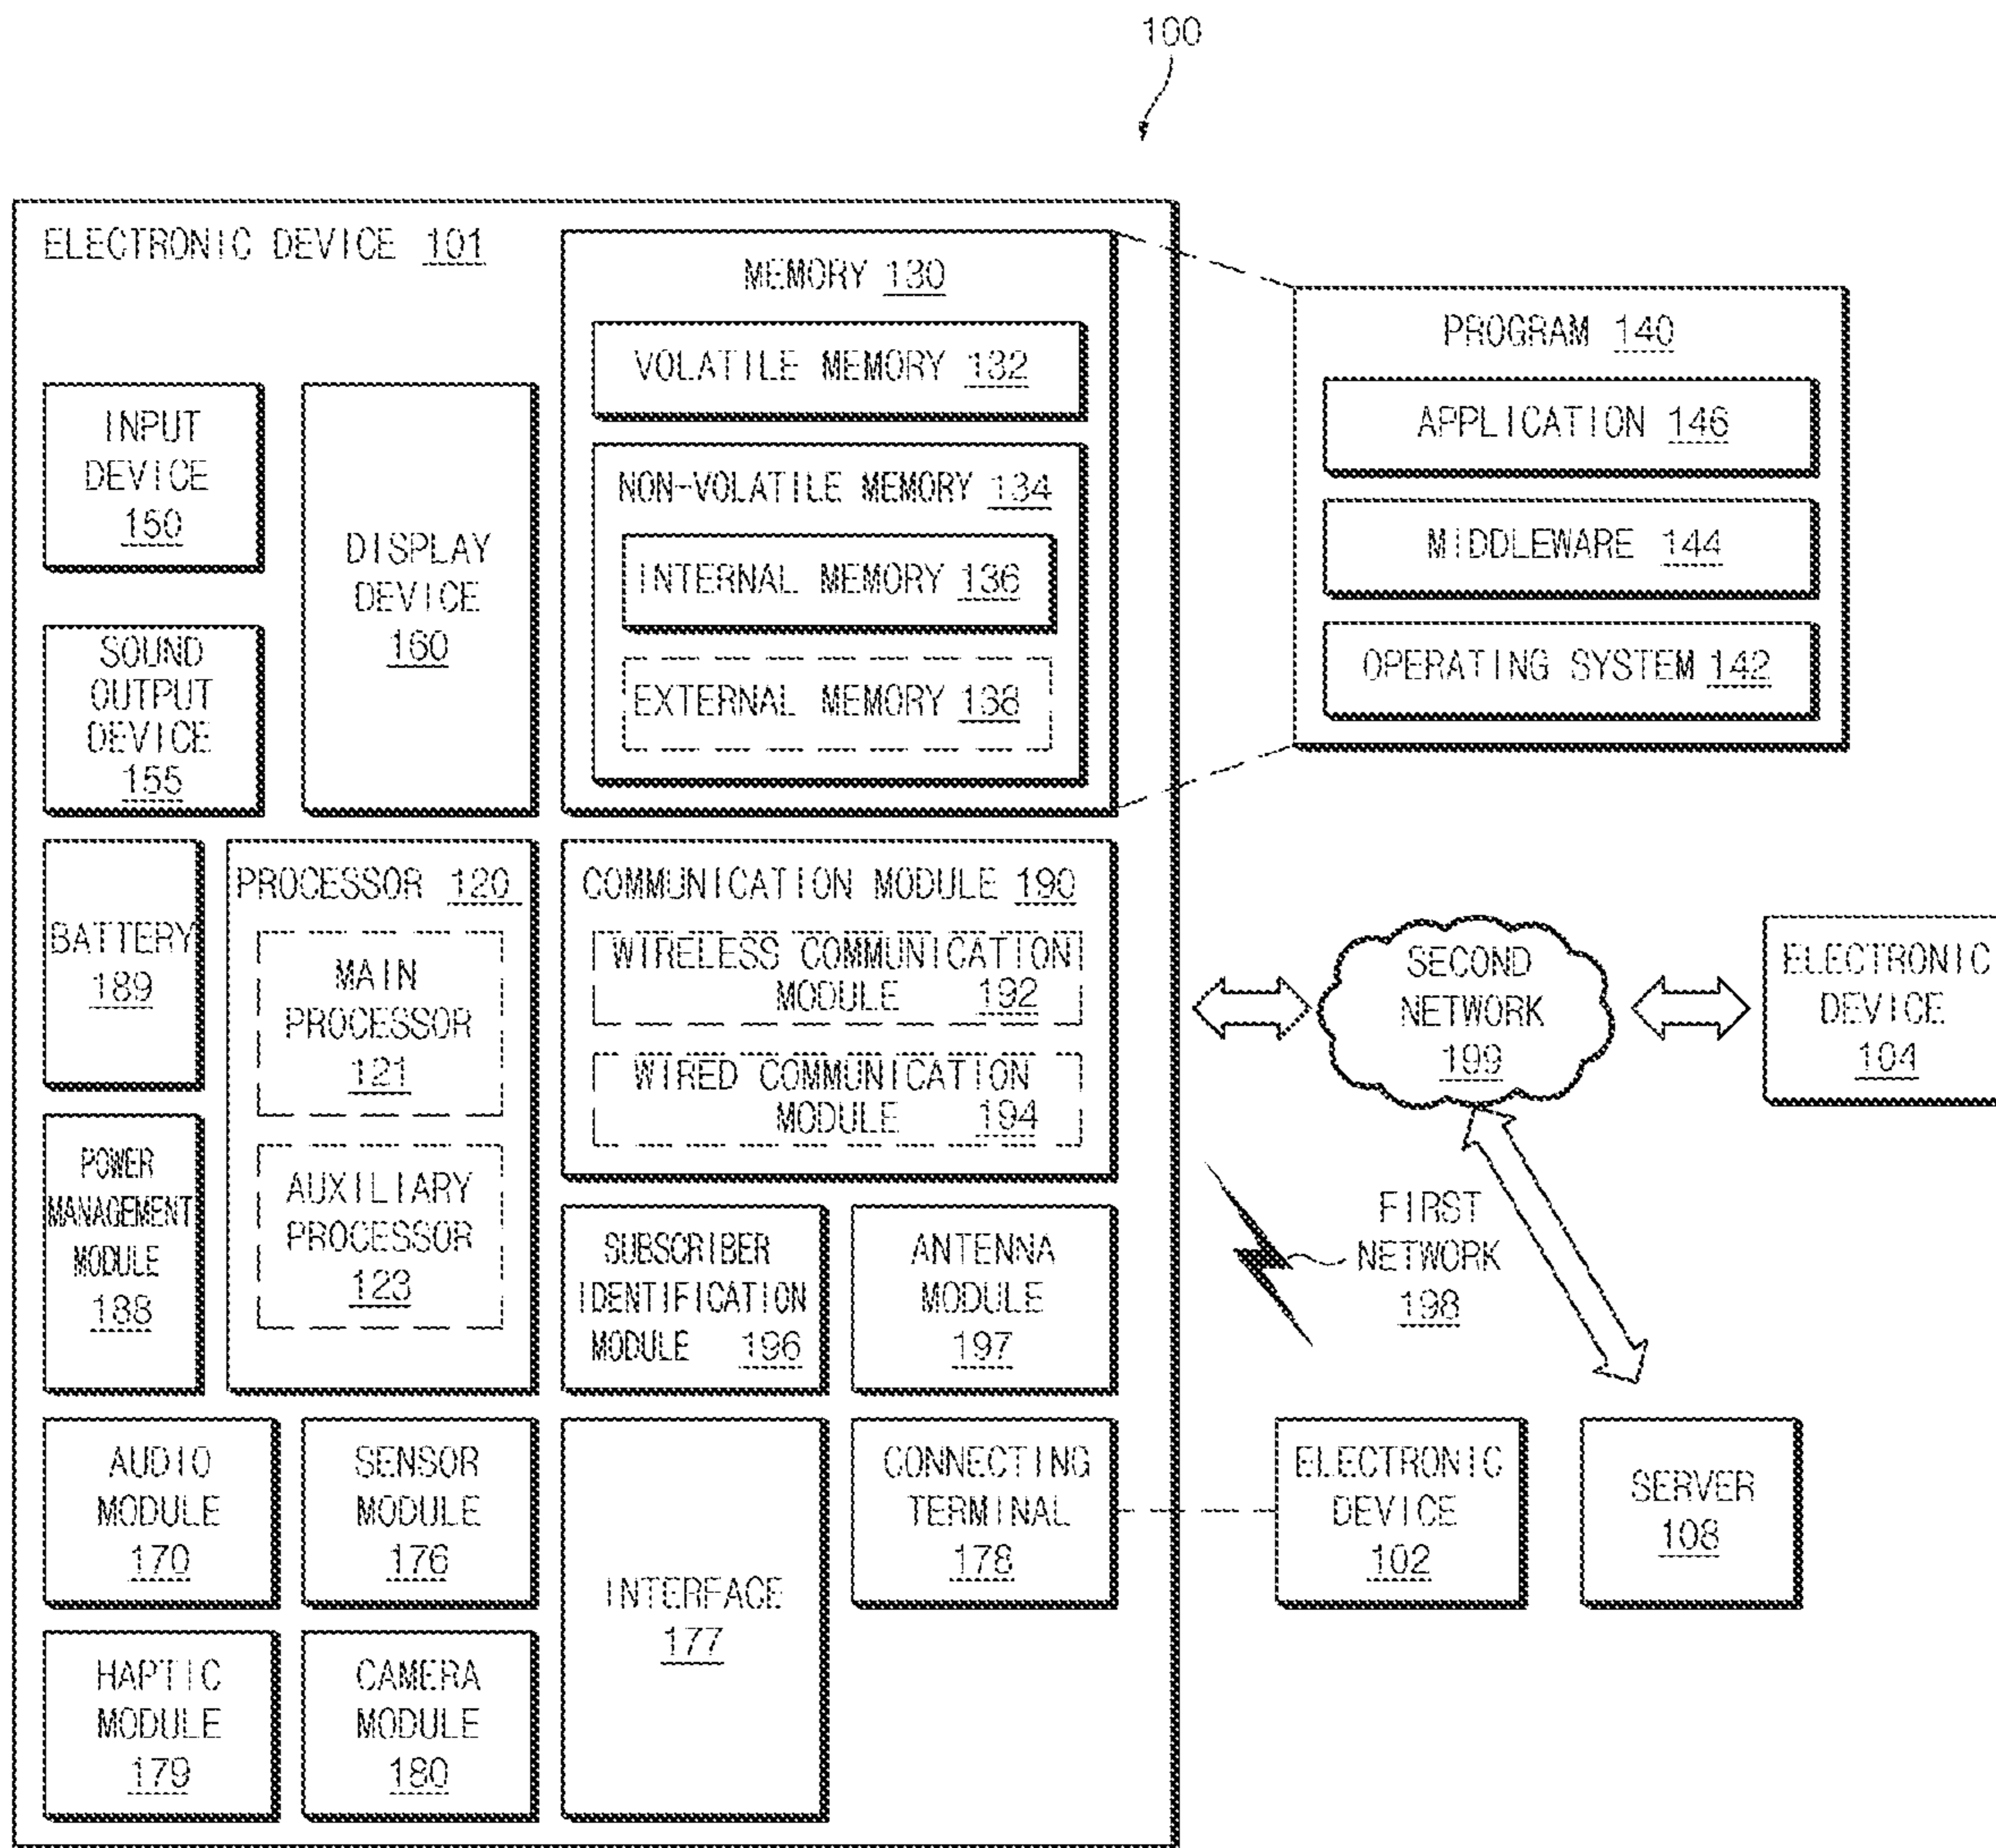 100
ELECTRONIC DEVICE 101
MEMORY 130
VOLATILE MEMORY 132
NON-VOLATILE MEMORY 134
INTERNAL MEMORY 136
EXTERNAL MEMORY 138
PROGRAM 140
APPLICATION 146
MIDDLEWARE 144
OPERATING SYSTEM 142
INPUT
DEVICE
150
SOUND
OUTPUT
DEVICE
155
DISPLAY
DEVICE
160
BATTERY
189
POWER
MANAGEMENT
MODULE
188
PROCESSOR 120
MAIN
PROCESSOR
121
AUXILIARY
PROCESSOR
123
COMMUNICATION MODULE 190
WIRELESS COMMUNICATION
MODULE 192
WIRED COMMUNICATION
MODULE 194
SUBSCRIBER
IDENTIFICATION
MODULE 196
ANTENNA
MODULE
197
SECOND
NETWORK
199
ELECTRONIC
DEVICE
104
FIRST
NETWORK
198
AUDIO
MODULE
170
SENSOR
MODULE
176
INTERFACE
177
CONNECTING
TERMINAL
178
ELECTRONIC
DEVICE
102
SERVER
108
HAPTIC
MODULE
179
CAMERA
MODULE
180